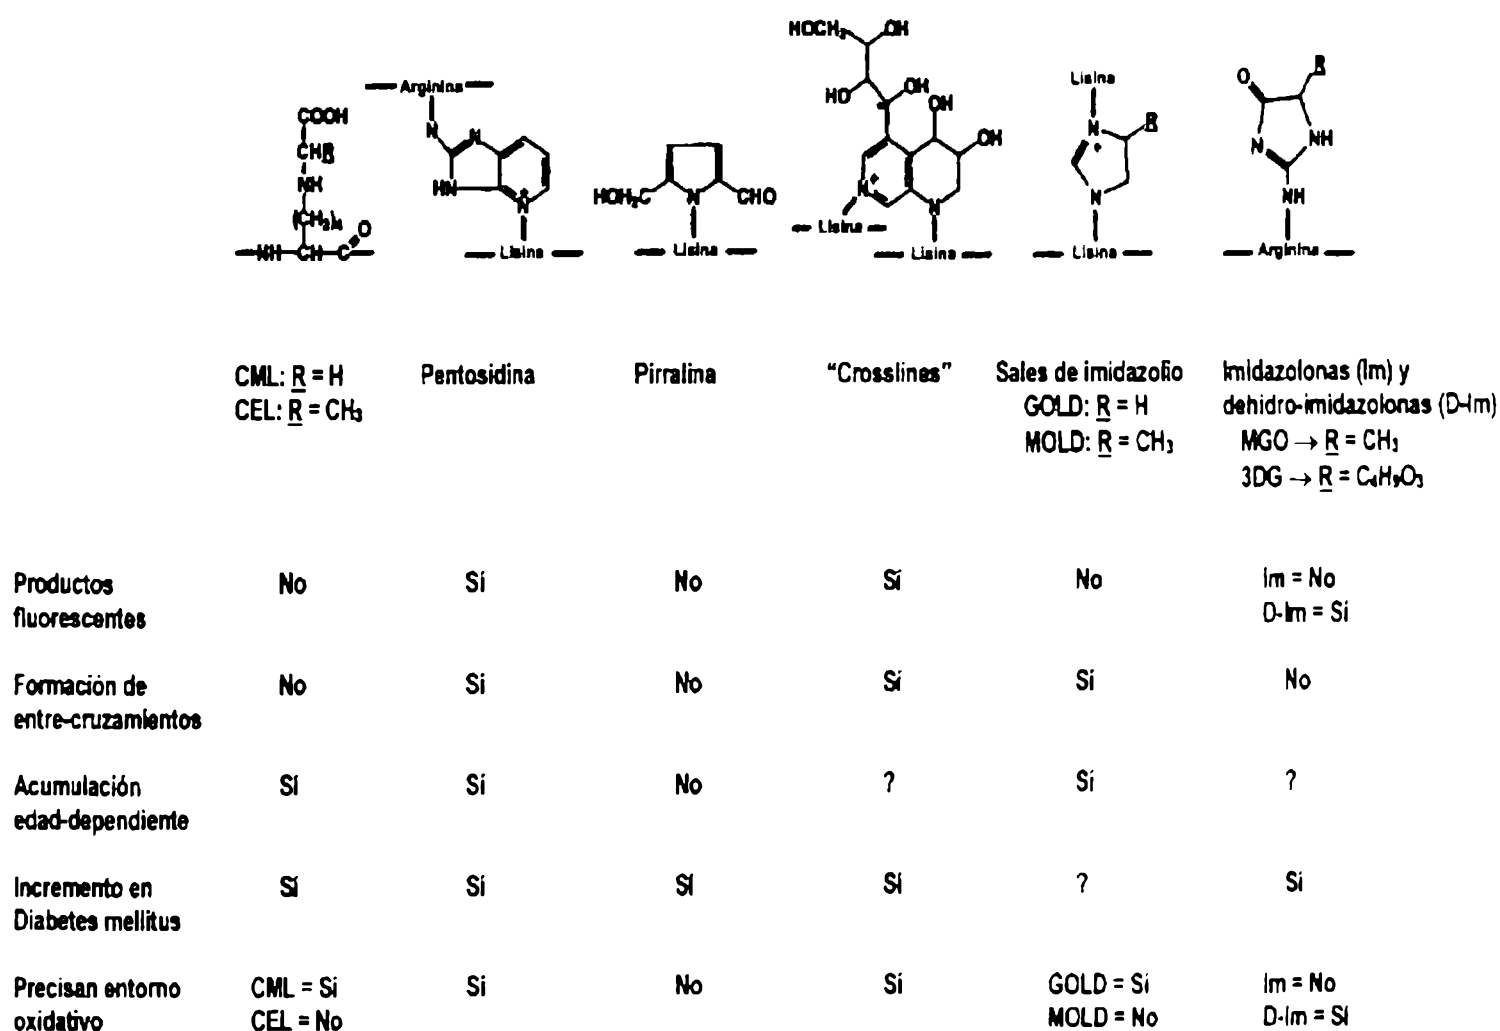 HOCH₂ OH
HO OH OH
OH
Arginina
N N
HN N+
Lisina
COOH
CHR
NH
(CH₂)₄ O
NH CH C
HOH₂C N CHO
Lisina
N+ N
Lisina Lisina
Lisina
N+ R
N
Lisina
O R
N NH
NH
Arginina
CML: R = H Pentosidina Pirralina "Crosslines" Sales de imidazolio Imidazolonas (Im) y
CEL: R = CH₃ GOLD: R = H dehidro-imidazolonas (D-Im)
MOLD: R = CH₃ MGO → R = CH₃
3DG → R = C₄H₉O₃
Productos No Sí No Sí No Im = No
fluorescentes D-Im = Sí
Formación de No Sí No Sí Sí No
entre-cruzamientos
Acumulación Sí Sí No ? Sí ?
edad-dependiente
Incremento en Sí Sí Sí Sí ? Sí
Diabetes mellitus
Precisan entorno CML = Sí Sí No Sí GOLD = Sí Im = No
oxidativo CEL = No MOLD = No D-Im = Sí